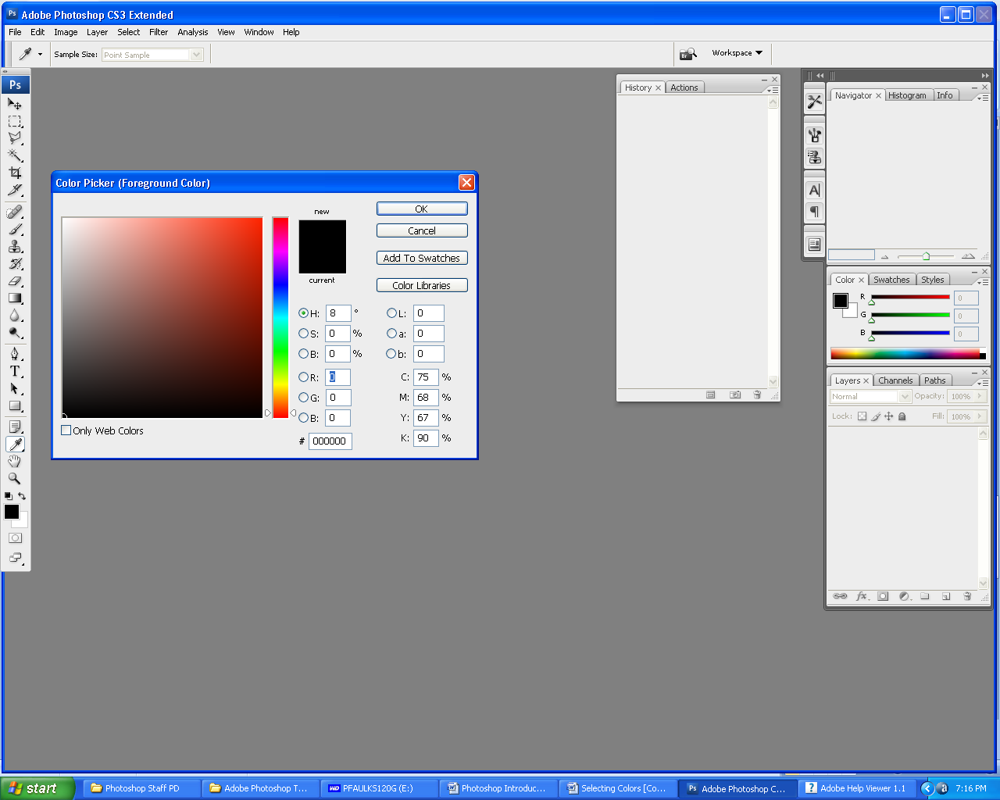 Ps Adobe Photoshop CS3 Extended
File Edit Image Layer Select Filter Analysis View Window Help
Sample Size: Point Sample Br Workspace
Ps
History Actions
Navigator Histogram Info
Color Picker (Foreground Color)
new
current
OK
Cancel
Add To Swatches
Color Libraries
H: 8 °
S: 0 %
B: 0 %
R: 0
G: 0
B: 0
# 000000
L: 0
a: 0
b: 0
C: 75 %
M: 68 %
Y: 67 %
K: 90 %
Only Web Colors
Color Swatches Styles
R 0
G 0
B 0
Layers Channels Paths
Normal Opacity: 100%
Lock: Fill: 100%
start Photoshop Staff PD Adobe Photoshop T... PFAULKS120G (E:) Photoshop Introduc... Selecting Colors [Co... Adobe Photoshop C... Adobe Help Viewer 1.1 7:16 PM